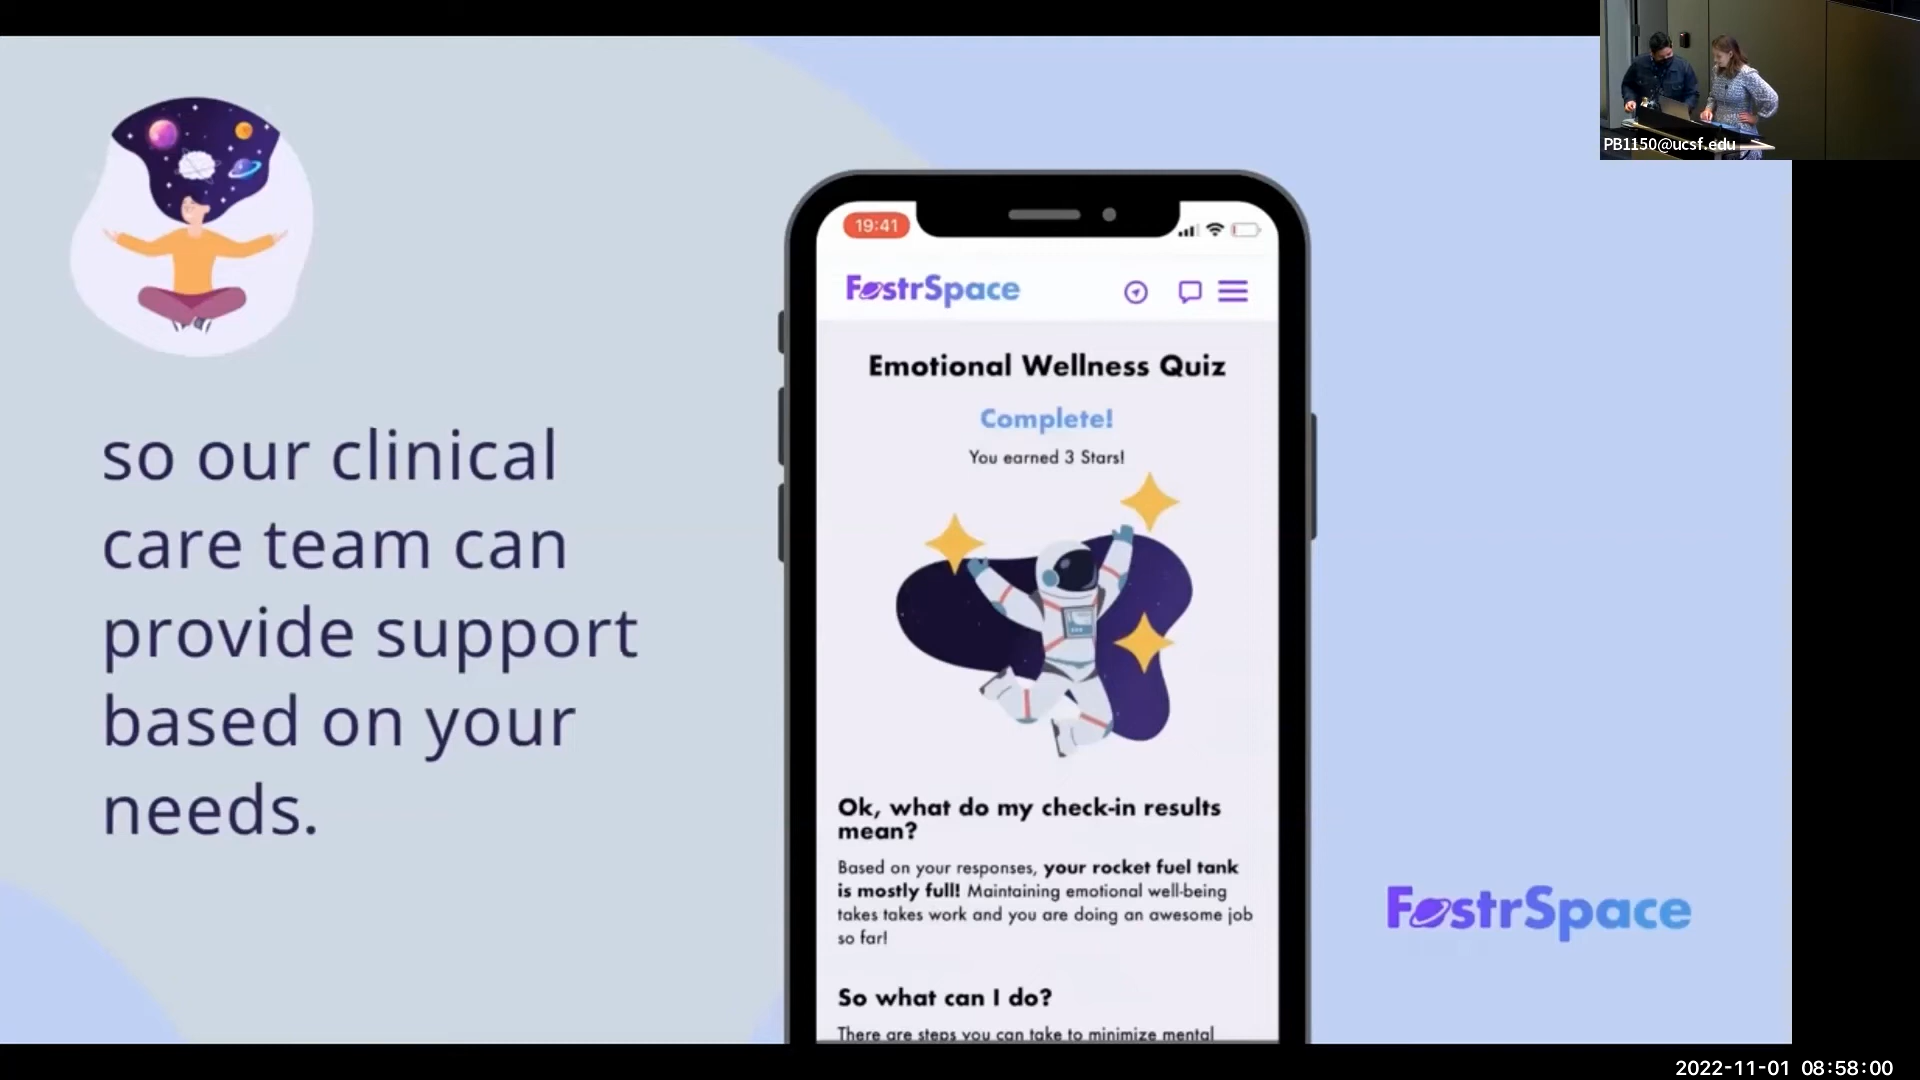 so our clinical
care team can
provide support
based on your
needs.
19:41
FostrSpace
Emotional Wellness Quiz
Complete!
You earned 3 Stars!
Ok, what do my check-in results
mean?
Based on your responses, your rocket fuel tank
is mostly full! Maintaining emotional well-being
takes takes work and you are doing an awesome job
so far!
So what can I do?
There are steps you can take to minimize mental
FostrSpace
PB1150@ucsf.edu
2022-11-01 08:58:00